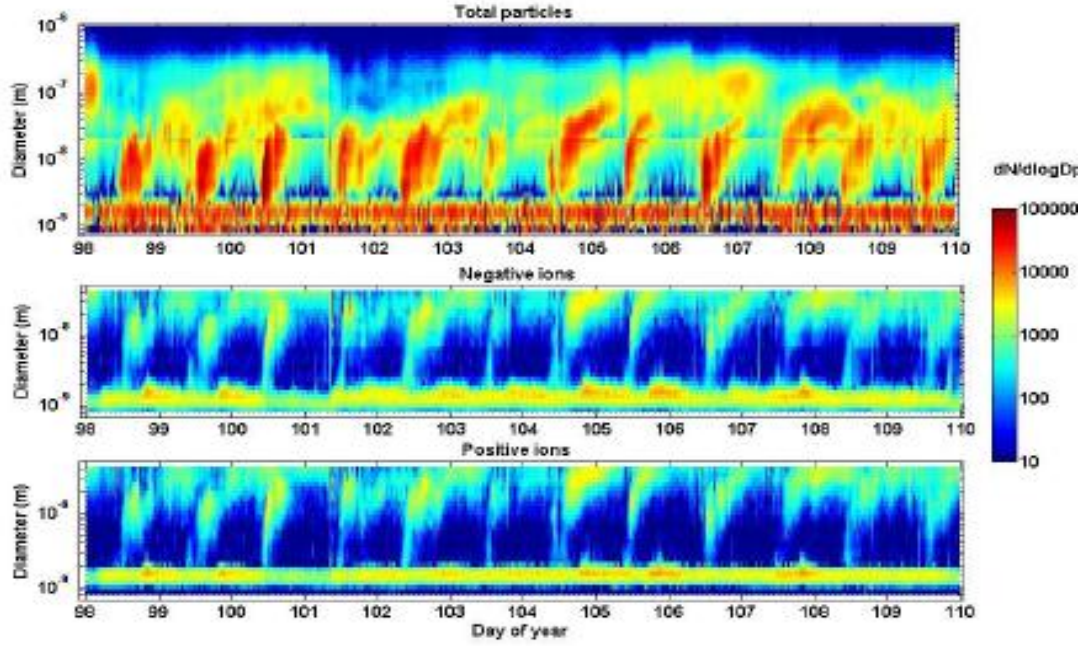 Total particles
10⁻⁶
10⁻⁷
10⁻⁸
10⁻⁹
Diameter (m)
98 99 100 101 102 103 104 105 106 107 108 109 110
Negative ions
10⁻⁸
10⁻⁹
Diameter (m)
98 99 100 101 102 103 104 105 106 107 108 109 110
Positive ions
10⁻⁸
10⁻⁹
Diameter (m)
98 99 100 101 102 103 104 105 106 107 108 109 110
Day of year
dN/dlogDp
100000
10000
1000
100
10